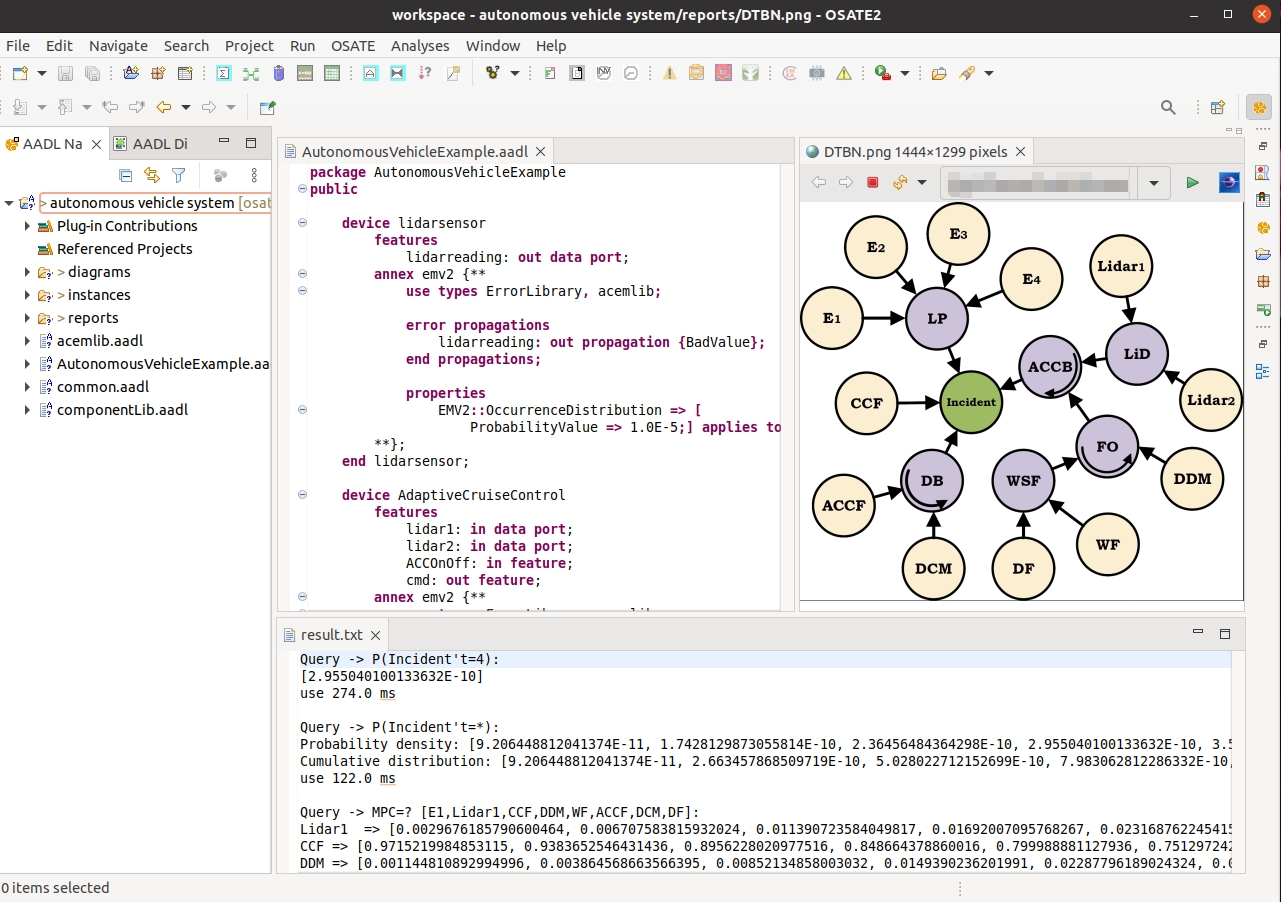 workspace - autonomous vehicle system/reports/DTBN.png - OSATE2
File Edit Navigate Search Project Run OSATE Analyses Window Help
AADL Na
AADL Di
> autonomous vehicle system [osat
Plug-in Contributions
Referenced Projects
> diagrams
> instances
> reports
acemlib.aadl
AutonomousVehicleExample.aa
common.aadl
componentLib.aadl
AutonomousVehicleExample.aadl
package AutonomousVehicleExample
public
device lidarsensor
features
lidarreading: out data port;
annex emv2 {**
use types ErrorLibrary, acemlib;
error propagations
lidarreading: out propagation {BadValue};
end propagations;
properties
EMV2::OccurrenceDistribution => [
ProbabilityValue => 1.0E-5;] applies to
**};
end lidarsensor;
device AdaptiveCruiseControl
features
lidar1: in data port;
lidar2: in data port;
ACCOnOff: in feature;
cmd: out feature;
annex emv2 {**
DTBN.png 1444×1299 pixels
E2
E3
E4
Lidar1
E1
LP
LiD
ACCB
CCF
Incident
Lidar2
FO
DB
WSF
DDM
ACCF
WF
DCM
DF
result.txt
Query -> P(Incident't=4):
[2.955040100133632E-10]
use 274.0 ms
Query -> P(Incident't=*):
Probability density: [9.206448812041374E-11, 1.7428129873055814E-10, 2.36456484364298E-10, 2.955040100133632E-10, 3.5
Cumulative distribution: [9.206448812041374E-11, 2.663457868509719E-10, 5.028022712152699E-10, 7.983062812286332E-10,
use 122.0 ms
Query -> MPC=? [E1,Lidar1,CCF,DDM,WF,ACCF,DCM,DF]:
Lidar1 => [0.0029676185790600464, 0.006707583815932024, 0.011390723584049817, 0.01692007095768267, 0.023168762245415
CCF => [0.9715219984853115, 0.9383652546431436, 0.8956228020977516, 0.848664378860016, 0.799988881127936, 0.751297242
DDM => [0.001144810892994996, 0.003864568663566395, 0.00852134858003032, 0.0149390236201991, 0.02287796189024324, 0.0
0 items selected